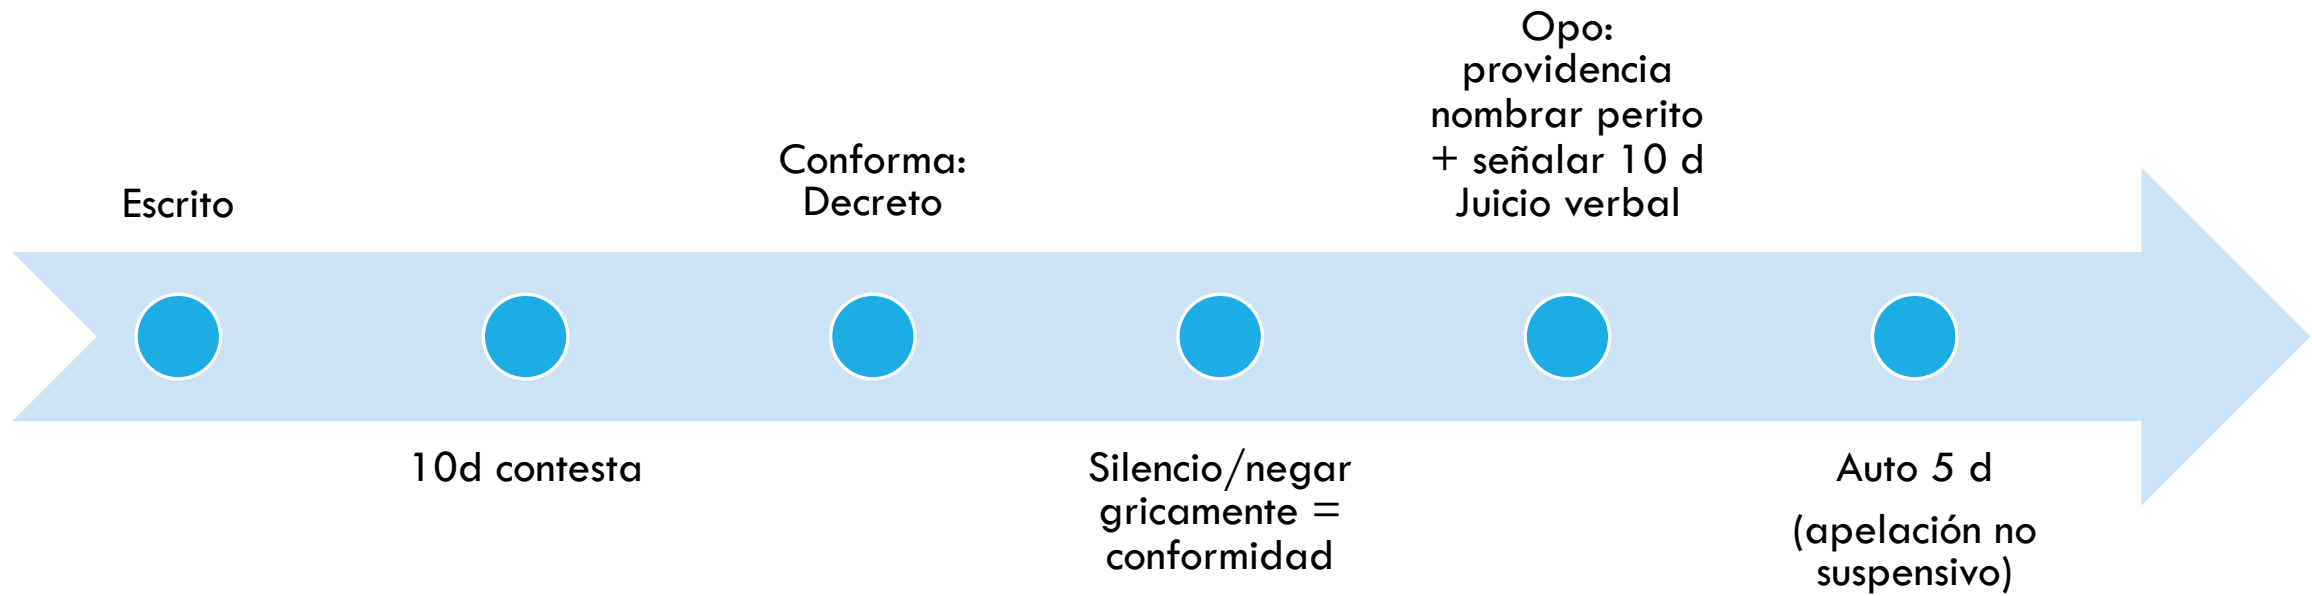 Escrito
10d contesta
Conforma:
Decreto
Silencio/negar
gricamente =
conformidad
Opo:
providencia
nombrar perito
+ señalar 10 d
Juicio verbal
Auto 5 d
(apelación no
suspensivo)